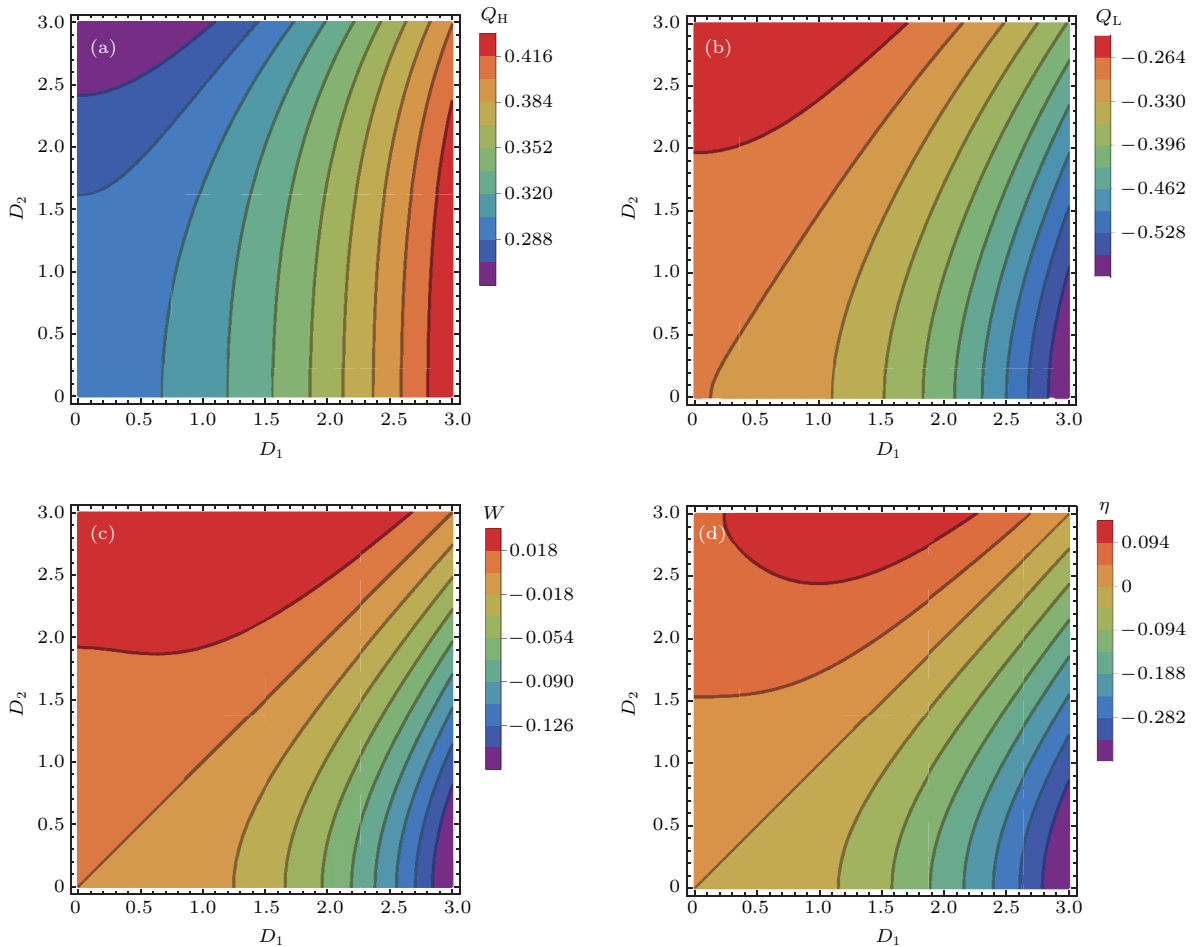 (a)
Q_H
3.0
2.5
2.0
1.5
1.0
0.5
0
D_2
0 0.5 1.0 1.5 2.0 2.5 3.0
D_1
0.416
0.384
0.352
0.320
0.288
(b)
Q_L
3.0
2.5
2.0
1.5
1.0
0.5
0
D_2
0 0.5 1.0 1.5 2.0 2.5 3.0
D_1
−0.264
−0.330
−0.396
−0.462
−0.528
(c)
W
3.0
2.5
2.0
1.5
1.0
0.5
0
D_2
0 0.5 1.0 1.5 2.0 2.5 3.0
D_1
0.018
−0.018
−0.054
−0.090
−0.126
(d)
η
3.0
2.5
2.0
1.5
1.0
0.5
0
D_2
0 0.5 1.0 1.5 2.0 2.5 3.0
D_1
0.094
0
−0.094
−0.188
−0.282